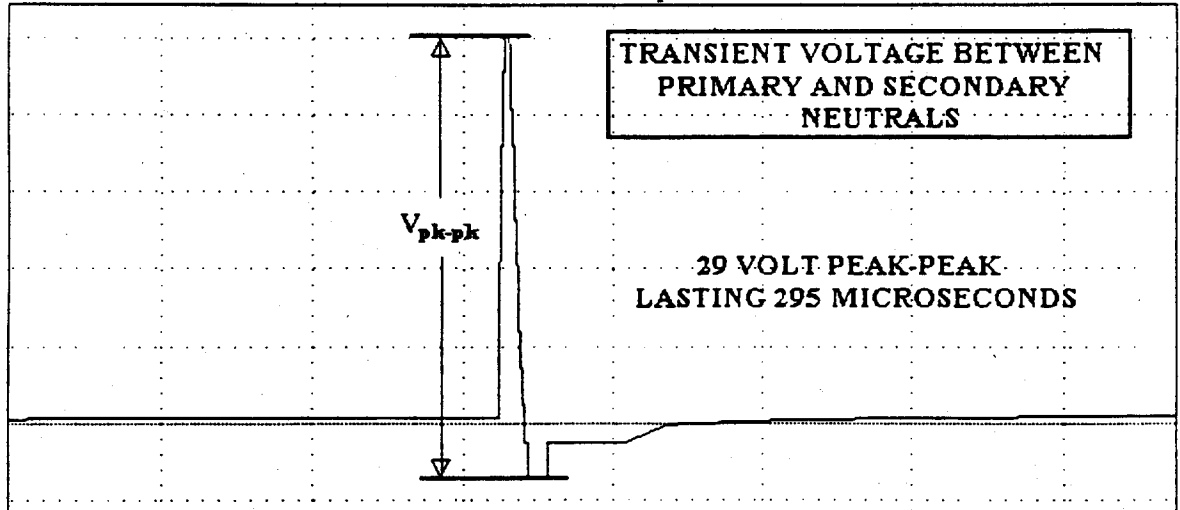 TRANSIENT VOLTAGE BETWEEN
PRIMARY AND SECONDARY
NEUTRALS
Vpk-pk
29 VOLT PEAK-PEAK
LASTING 295 MICROSECONDS